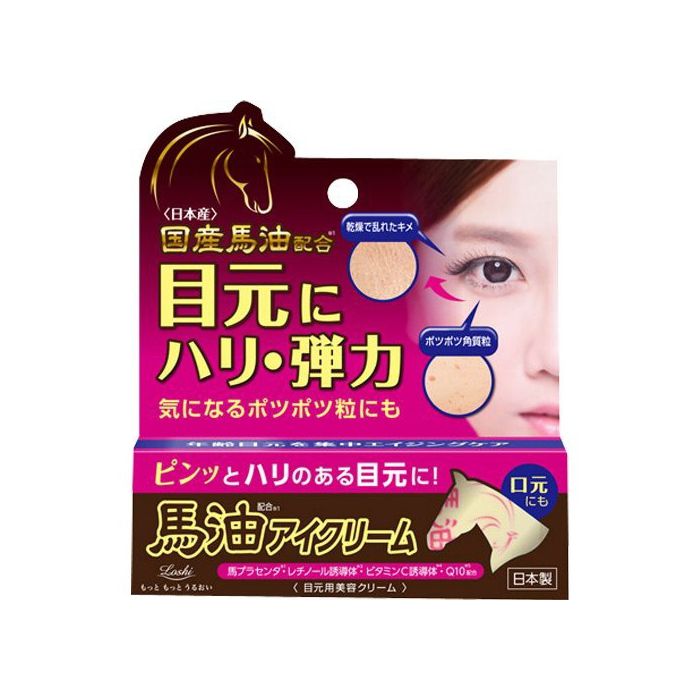 〈日本産〉
国産馬油配合※1
目元に
ハリ・弾力
気になるポツポツ粒にも
乾燥で乱れたキメ
ポツポツ角質粒
年齢目元を集中エイジングケア
ピンッとハリのある目元に!
口元
にも
配合※1
馬油アイクリーム
馬油
Loshi
もっと もっと うるおい
馬プラセンタ・レチノール誘導体・ビタミンC誘導体・Q10配合
〈目元用美容クリーム〉
日本製